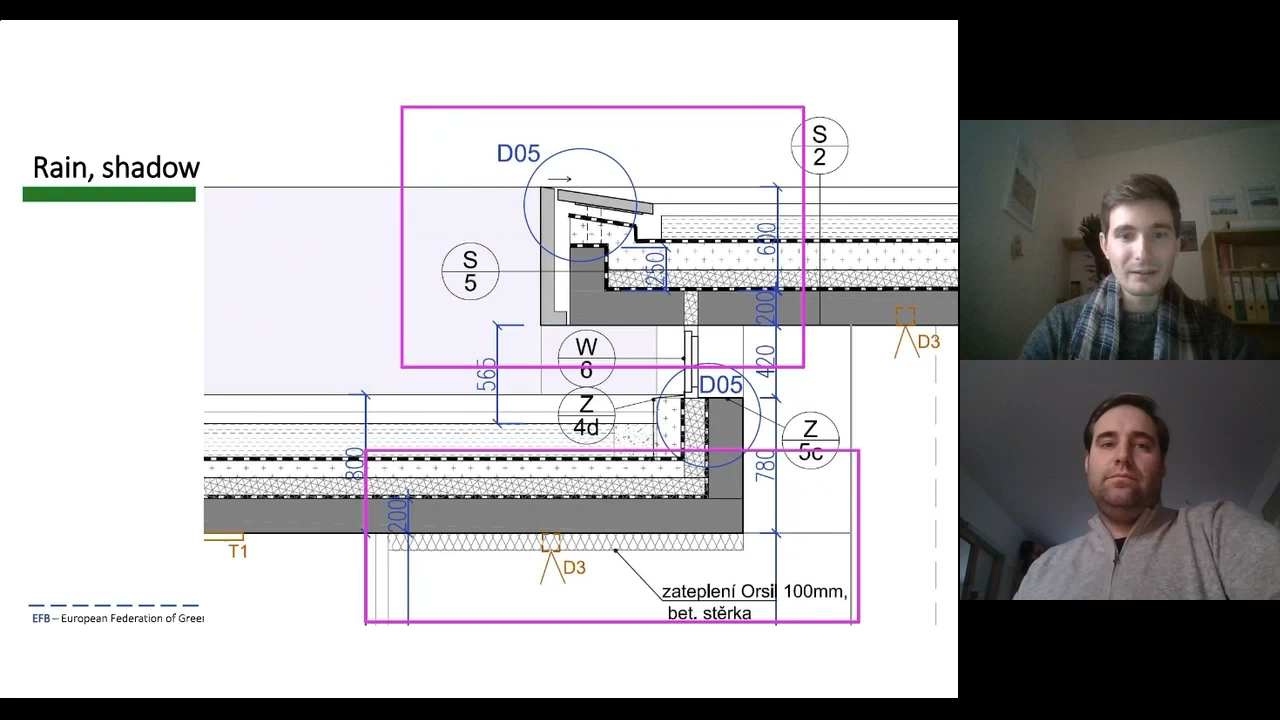 Rain, shadow
D05
S
2
S
5
600
250
200
W
6
420
D3
565
D05
Z
4d
Z
5c
800
780
200
T1
D3
zateplení Orsil 100mm,
bet. stěrka
EFB – European Federation of Green